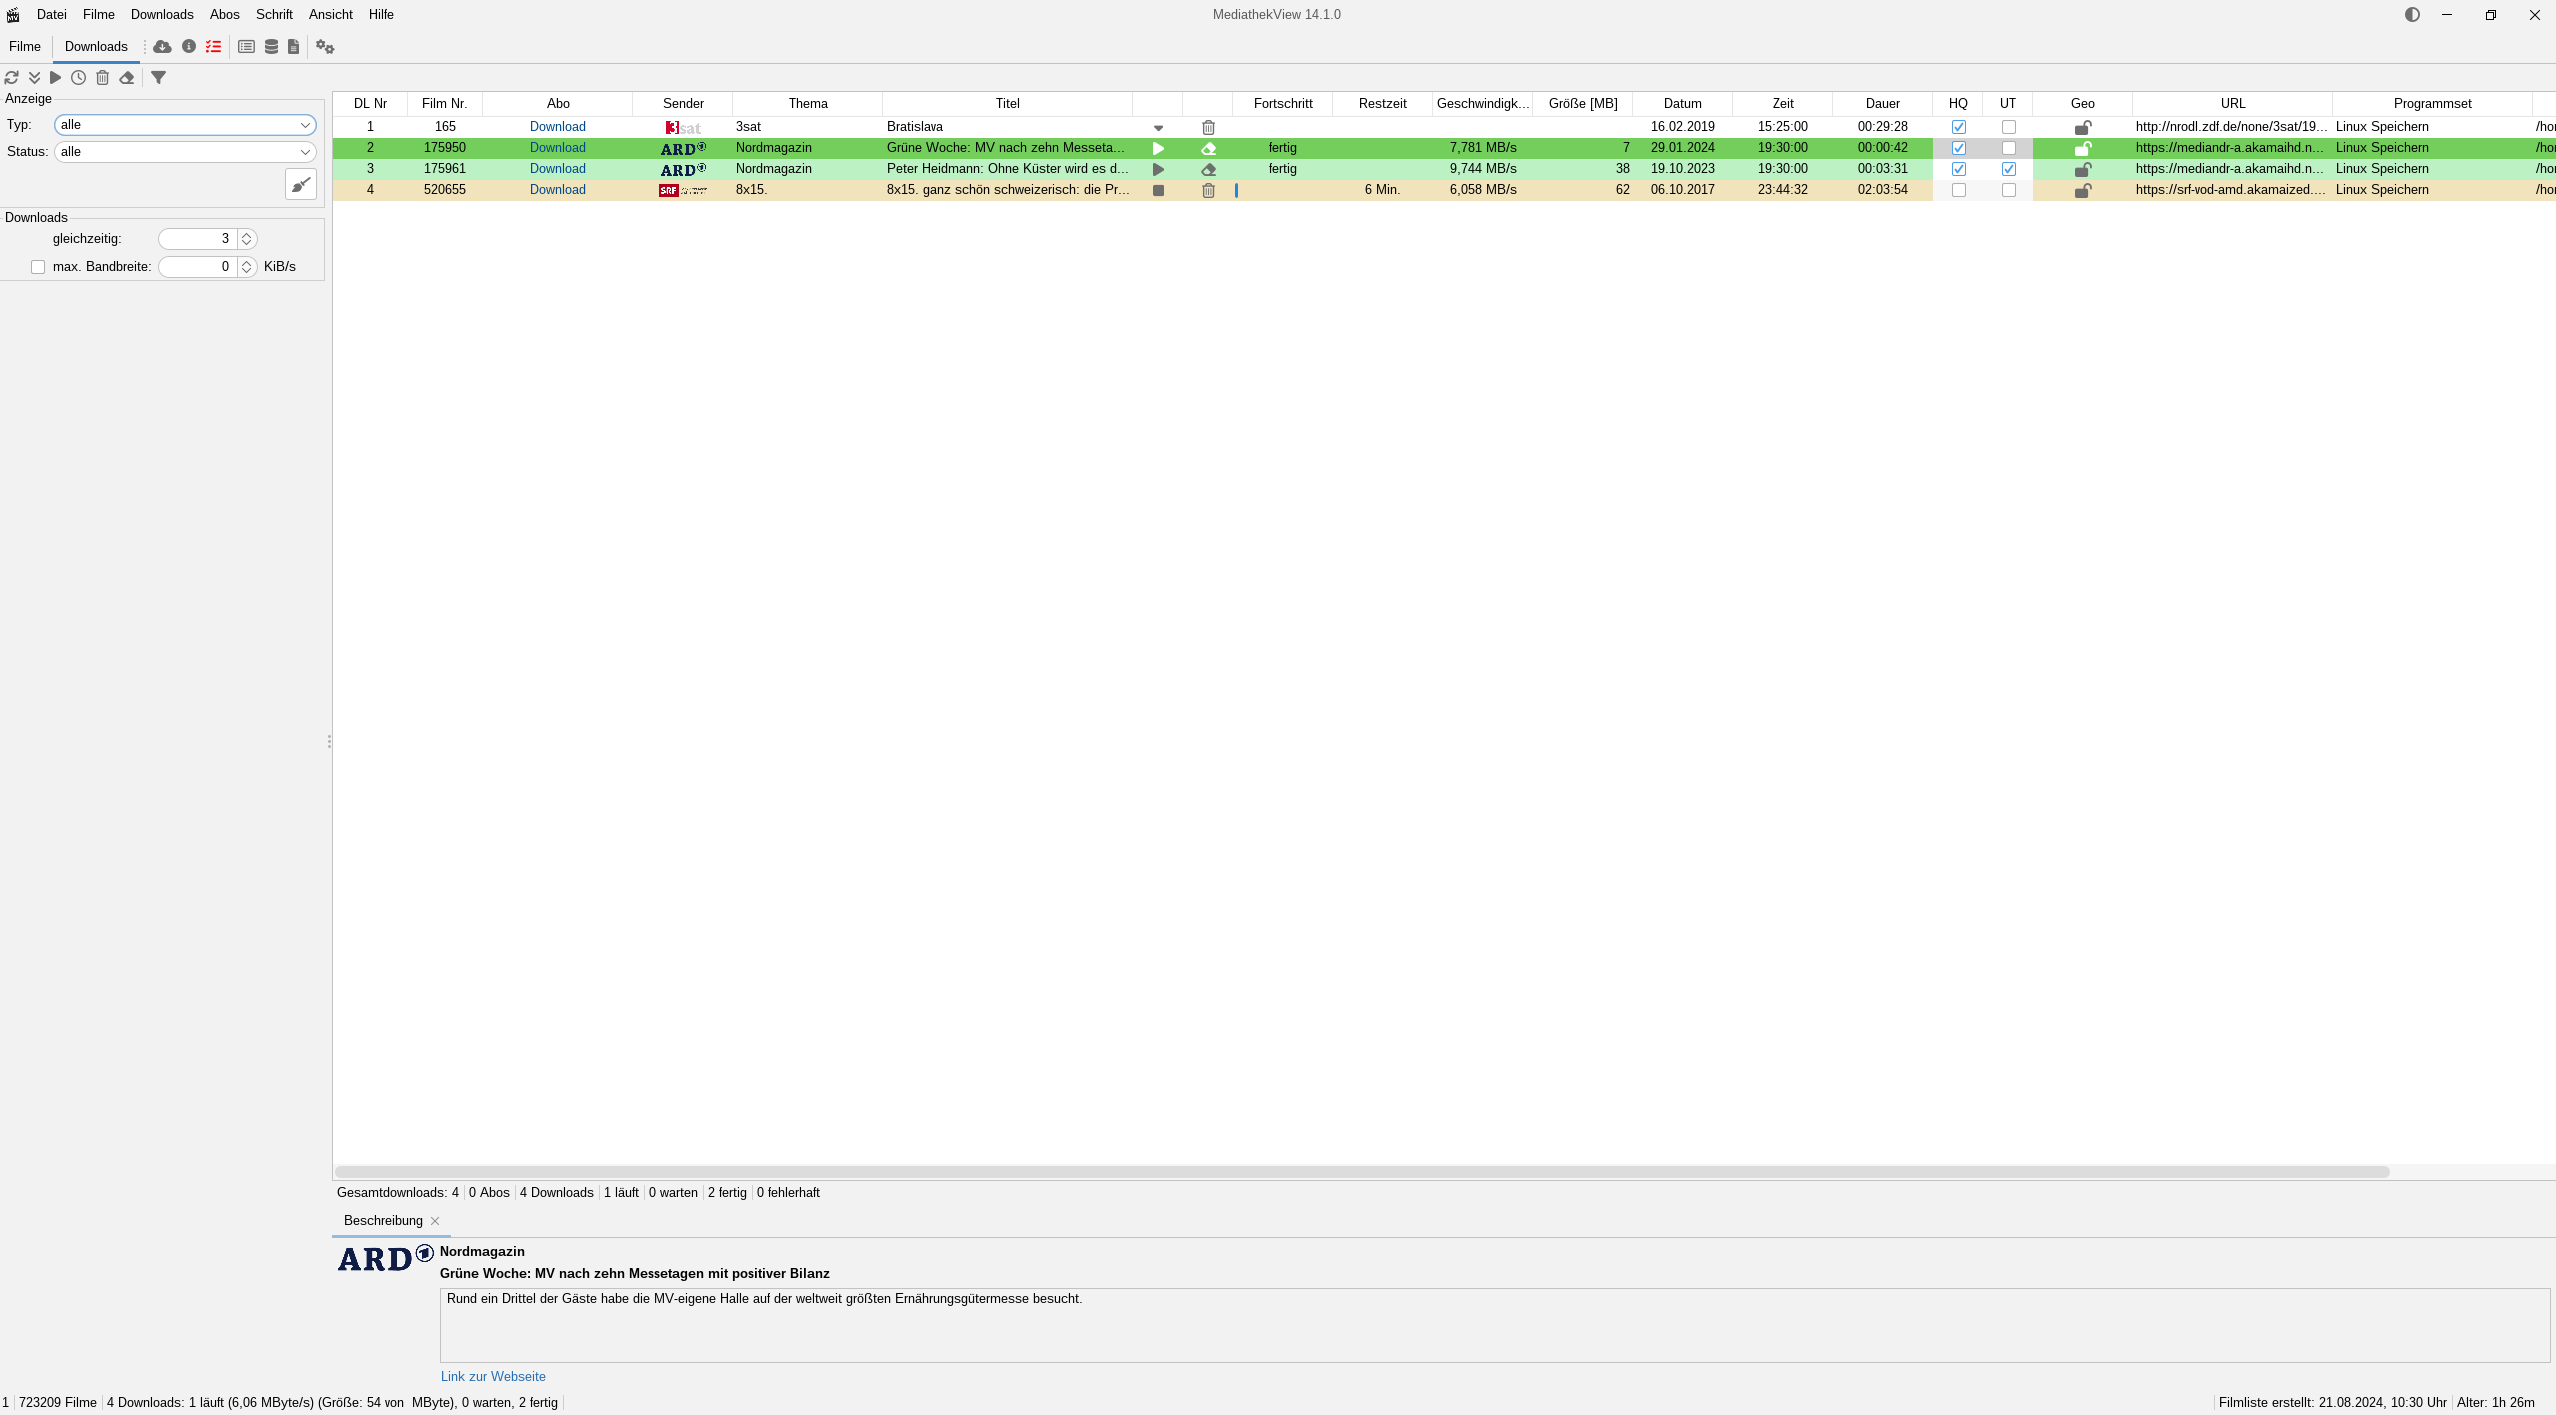 Datei Filme Downloads Abos Schrift Ansicht Hilfe MediathekView 14.1.0
Filme Downloads
Anzeige
Typ: alle
Status: alle
Downloads
gleichzeitig: 3
max. Bandbreite: 0 KiB/s
DL Nr Film Nr. Abo Sender Thema Titel Fortschritt Restzeit Geschwindigk... Größe [MB] Datum Zeit Dauer HQ UT Geo URL Programmset
1 165 Download 3sat 3sat Bratislava 16.02.2019 15:25:00 00:29:28 http://nrodl.zdf.de/none/3sat/19... Linux Speichern /hor
2 175950 Download ARD Nordmagazin Grüne Woche: MV nach zehn Messeta... fertig 7,781 MB/s 7 29.01.2024 19:30:00 00:00:42 https://mediandr-a.akamaihd.n... Linux Speichern /hor
3 175961 Download ARD Nordmagazin Peter Heidmann: Ohne Küster wird es d... fertig 9,744 MB/s 38 19.10.2023 19:30:00 00:03:31 https://mediandr-a.akamaihd.n... Linux Speichern /hor
4 520655 Download SRF 8x15. 8x15. ganz schön schweizerisch: die Pr... 6 Min. 6,058 MB/s 62 06.10.2017 23:44:32 02:03:54 https://srf-vod-amd.akamaized.... Linux Speichern /hor
Gesamtdownloads: 4 0 Abos 4 Downloads 1 läuft 0 warten 2 fertig 0 fehlerhaft
Beschreibung
ARD Nordmagazin
Grüne Woche: MV nach zehn Messetagen mit positiver Bilanz
Rund ein Drittel der Gäste habe die MV-eigene Halle auf der weltweit größten Ernährungsgütermesse besucht.
Link zur Webseite
1 723209 Filme 4 Downloads: 1 läuft (6,06 MByte/s) (Größe: 54 von MByte), 0 warten, 2 fertig Filmliste erstellt: 21.08.2024, 10:30 Uhr Alter: 1h 26m